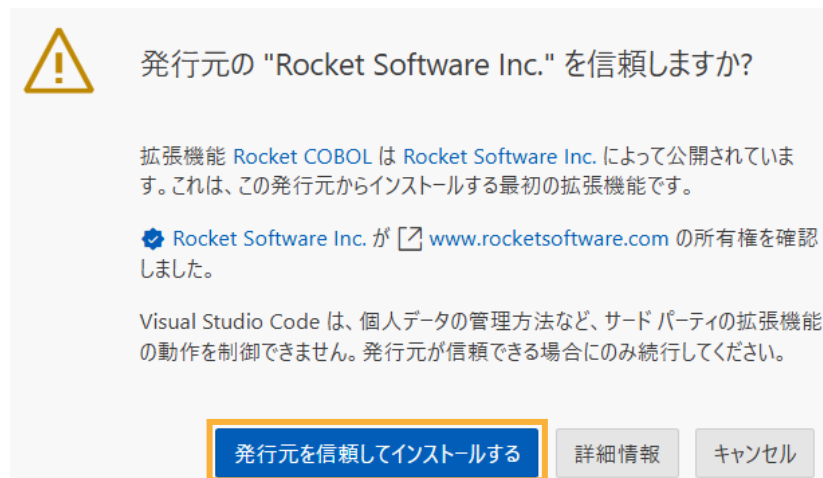 発行元の "Rocket Software Inc." を信頼しますか?
拡張機能 Rocket COBOL は Rocket Software Inc. によって公開されていま
す。これは、この発行元からインストールする最初の拡張機能です。
Rocket Software Inc. が www.rocketsoftware.com の所有権を確認
しました。
Visual Studio Code は、個人データの管理方法など、サード パーティの拡張機能
の動作を制御できません。発行元が信頼できる場合にのみ続行してください。
発行元を信頼してインストールする 詳細情報 キャンセル